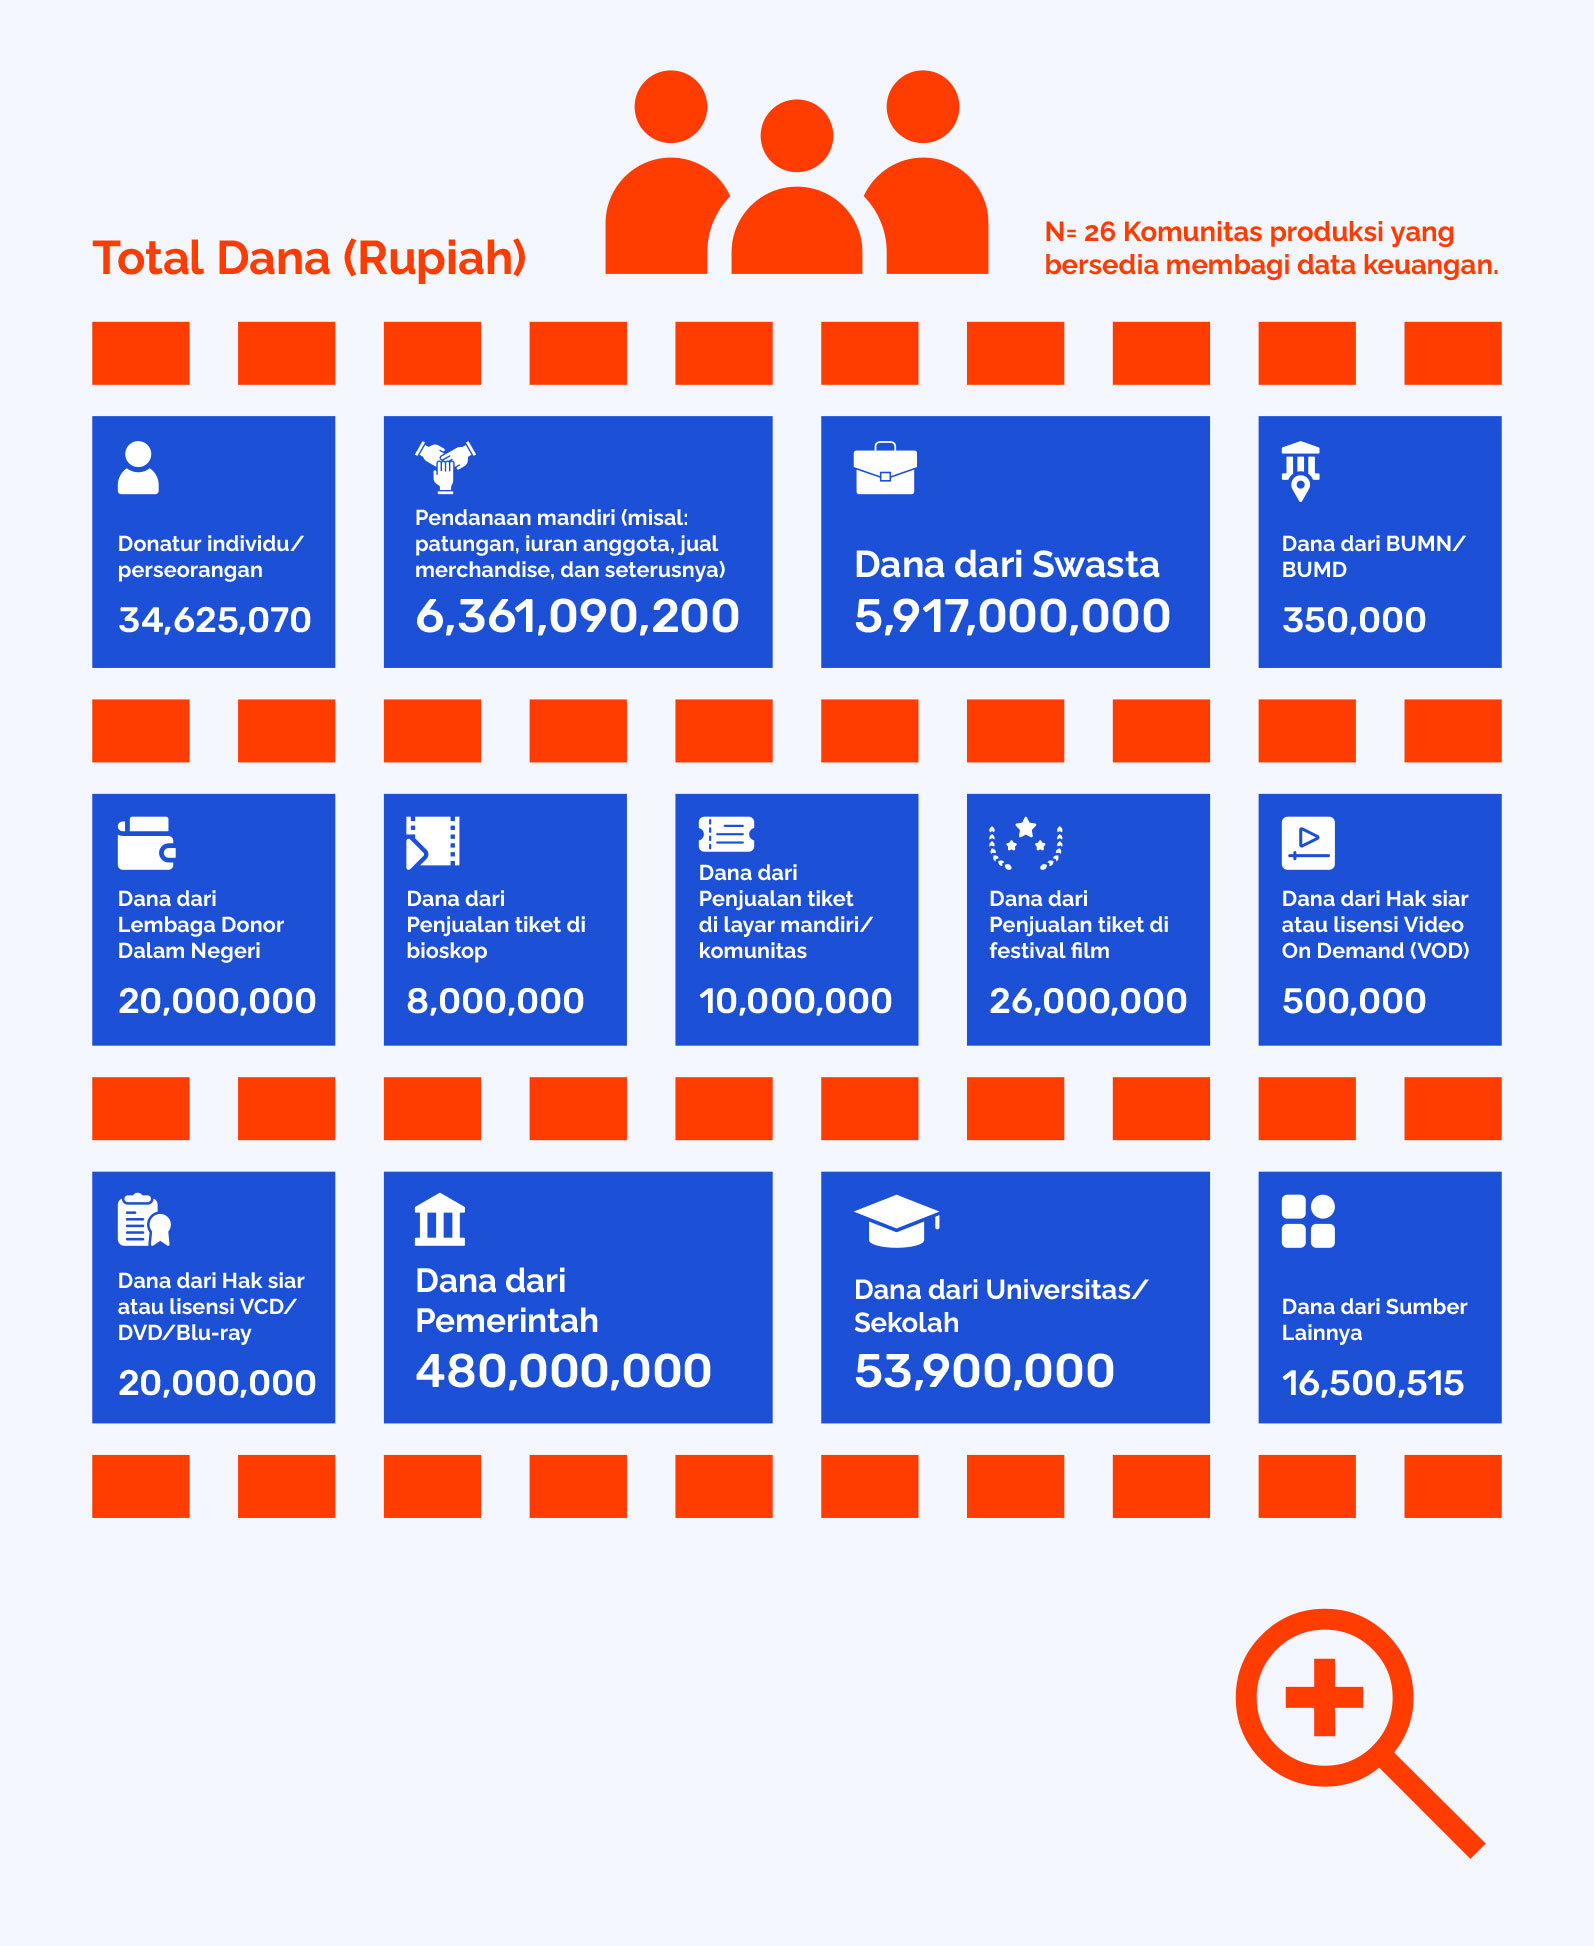 Total Dana (Rupiah)
N= 26 Komunitas produksi yang
bersedia membagi data keuangan.
Donatur individu/
perseorangan
34,625,070
Pendanaan mandiri (misal:
patungan, iuran anggota, jual
merchandise, dan seterusnya)
6,361,090,200
Dana dari Swasta
5,917,000,000
Dana dari BUMN/
BUMD
350,000
Dana dari
Lembaga Donor
Dalam Negeri
20,000,000
Dana dari
Penjualan tiket di
bioskop
8,000,000
Dana dari
Penjualan tiket
di layar mandiri/
komunitas
10,000,000
Dana dari
Penjualan tiket di
festival film
26,000,000
Dana dari Hak siar
atau lisensi Video
On Demand (VOD)
500,000
Dana dari Hak siar
atau lisensi VCD/
DVD/Blu-ray
20,000,000
Dana dari
Pemerintah
480,000,000
Dana dari Universitas/
Sekolah
53,900,000
Dana dari Sumber
Lainnya
16,500,515